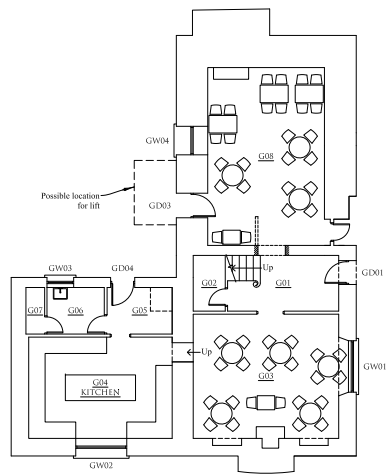 GW04
G08
Possible location
for lift
GD03
GW03
GD04
G02
Up
G01
GD01
G07
G06
G05
Up
G03
GW01
G04
KITCHEN
GW02